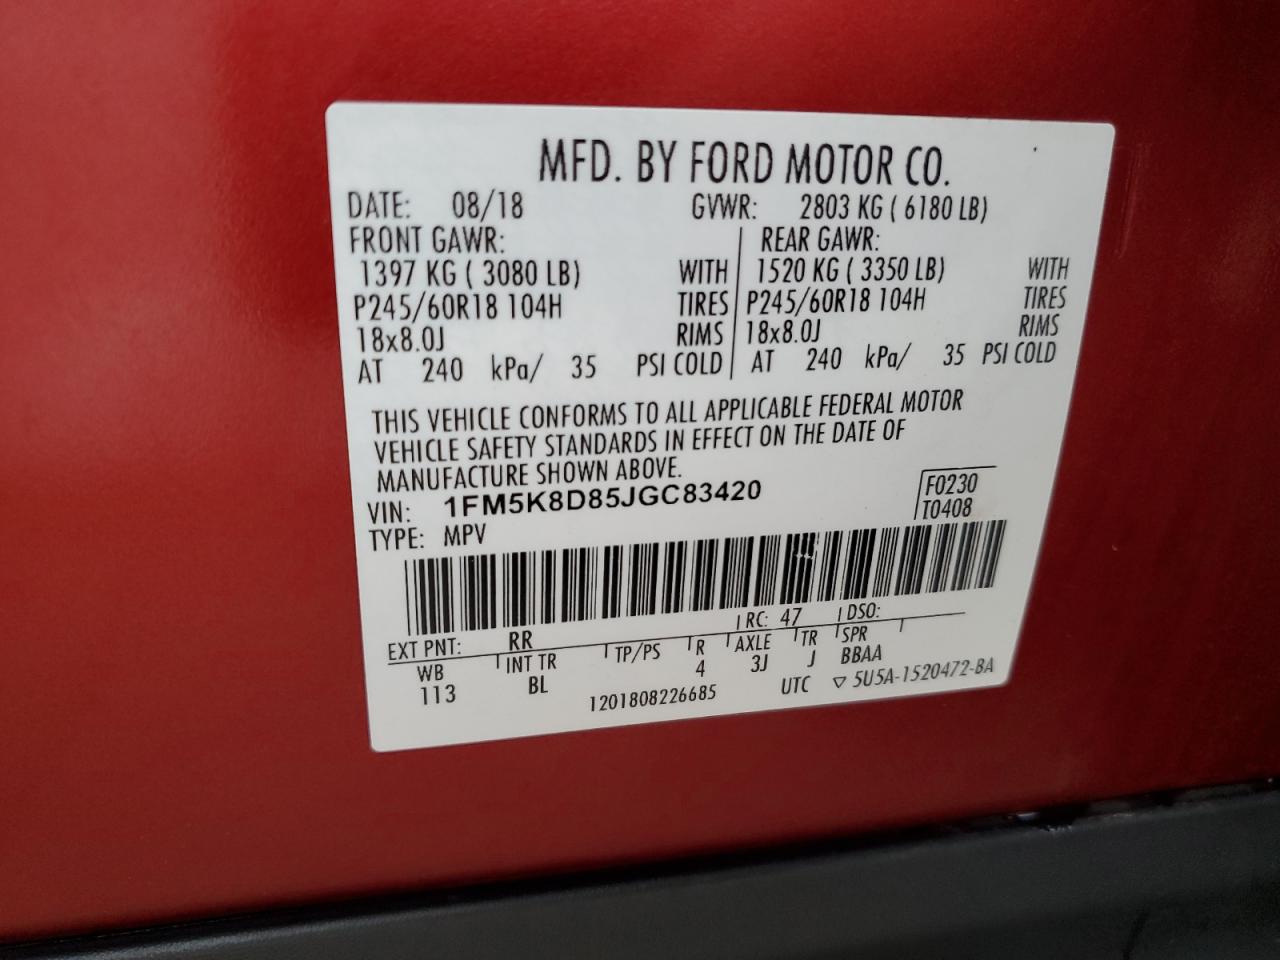 MFD. BY FORD MOTOR CO.
DATE: 08/18 GVWR: 2803 KG ( 6180 LB)
FRONT GAWR: REAR GAWR:
1397 KG ( 3080 LB) WITH 1520 KG ( 3350 LB) WITH
P245/60R18 104H TIRES P245/60R18 104H TIRES
18x8.0J RIMS 18x8.0J RIMS
AT 240 kPa/ 35 PSI COLD AT 240 kPa/ 35 PSI COLD
THIS VEHICLE CONFORMS TO ALL APPLICABLE FEDERAL MOTOR
VEHICLE SAFETY STANDARDS IN EFFECT ON THE DATE OF
MANUFACTURE SHOWN ABOVE.
VIN: 1FM5K8D85JGC83420 F0230
TYPE: MPV T0408
EXT PNT: RR RC: 47 DSO:
WB INT TR TP/PS R AXLE TR SPR
113 BL 4 3J J BBAA
1201808226685 UTC ▽ 5U5A-1520472-BA